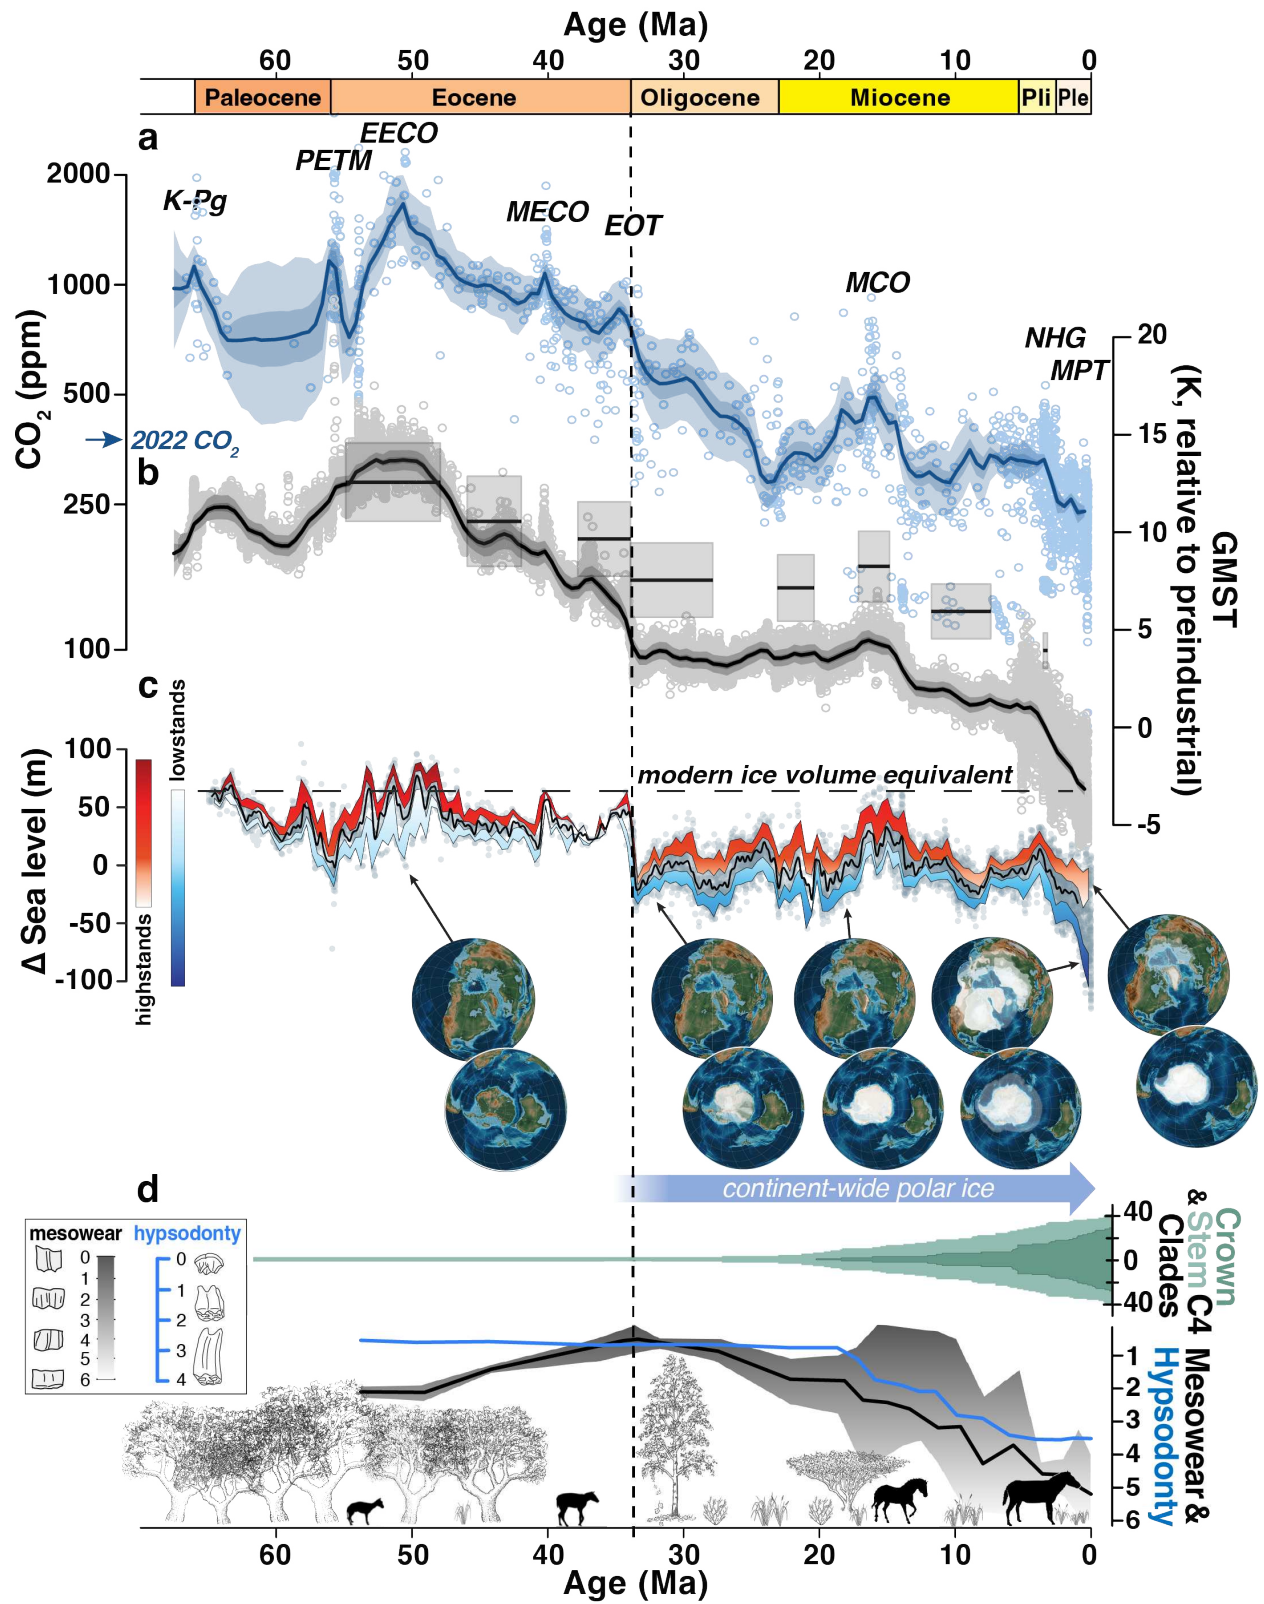 Age (Ma)
60 50 40 30 20 10 0
Paleocene Eocene Oligocene Miocene Pli Ple
a
EECO
PETM
K-Pg
MECO
EOT
MCO
NHG
MPT
2000
1000
500
250
100
CO2 (ppm)
2022 CO2
b
20
15
10
5
0
-5
GMST
(K, relative to preindustrial)
c
lowstands
highstands
100
50
0
-50
-100
Δ Sea level (m)
modern ice volume equivalent
continent-wide polar ice
d
mesowear hypsodonty
0
1
2
3
4
5
6
0
1
2
3
4
40
0
40
Crown
& Stem C4
Clades
1
2
3
4
5
6
Mesowear &
Hypsodonty
60 50 40 30 20 10 0
Age (Ma)